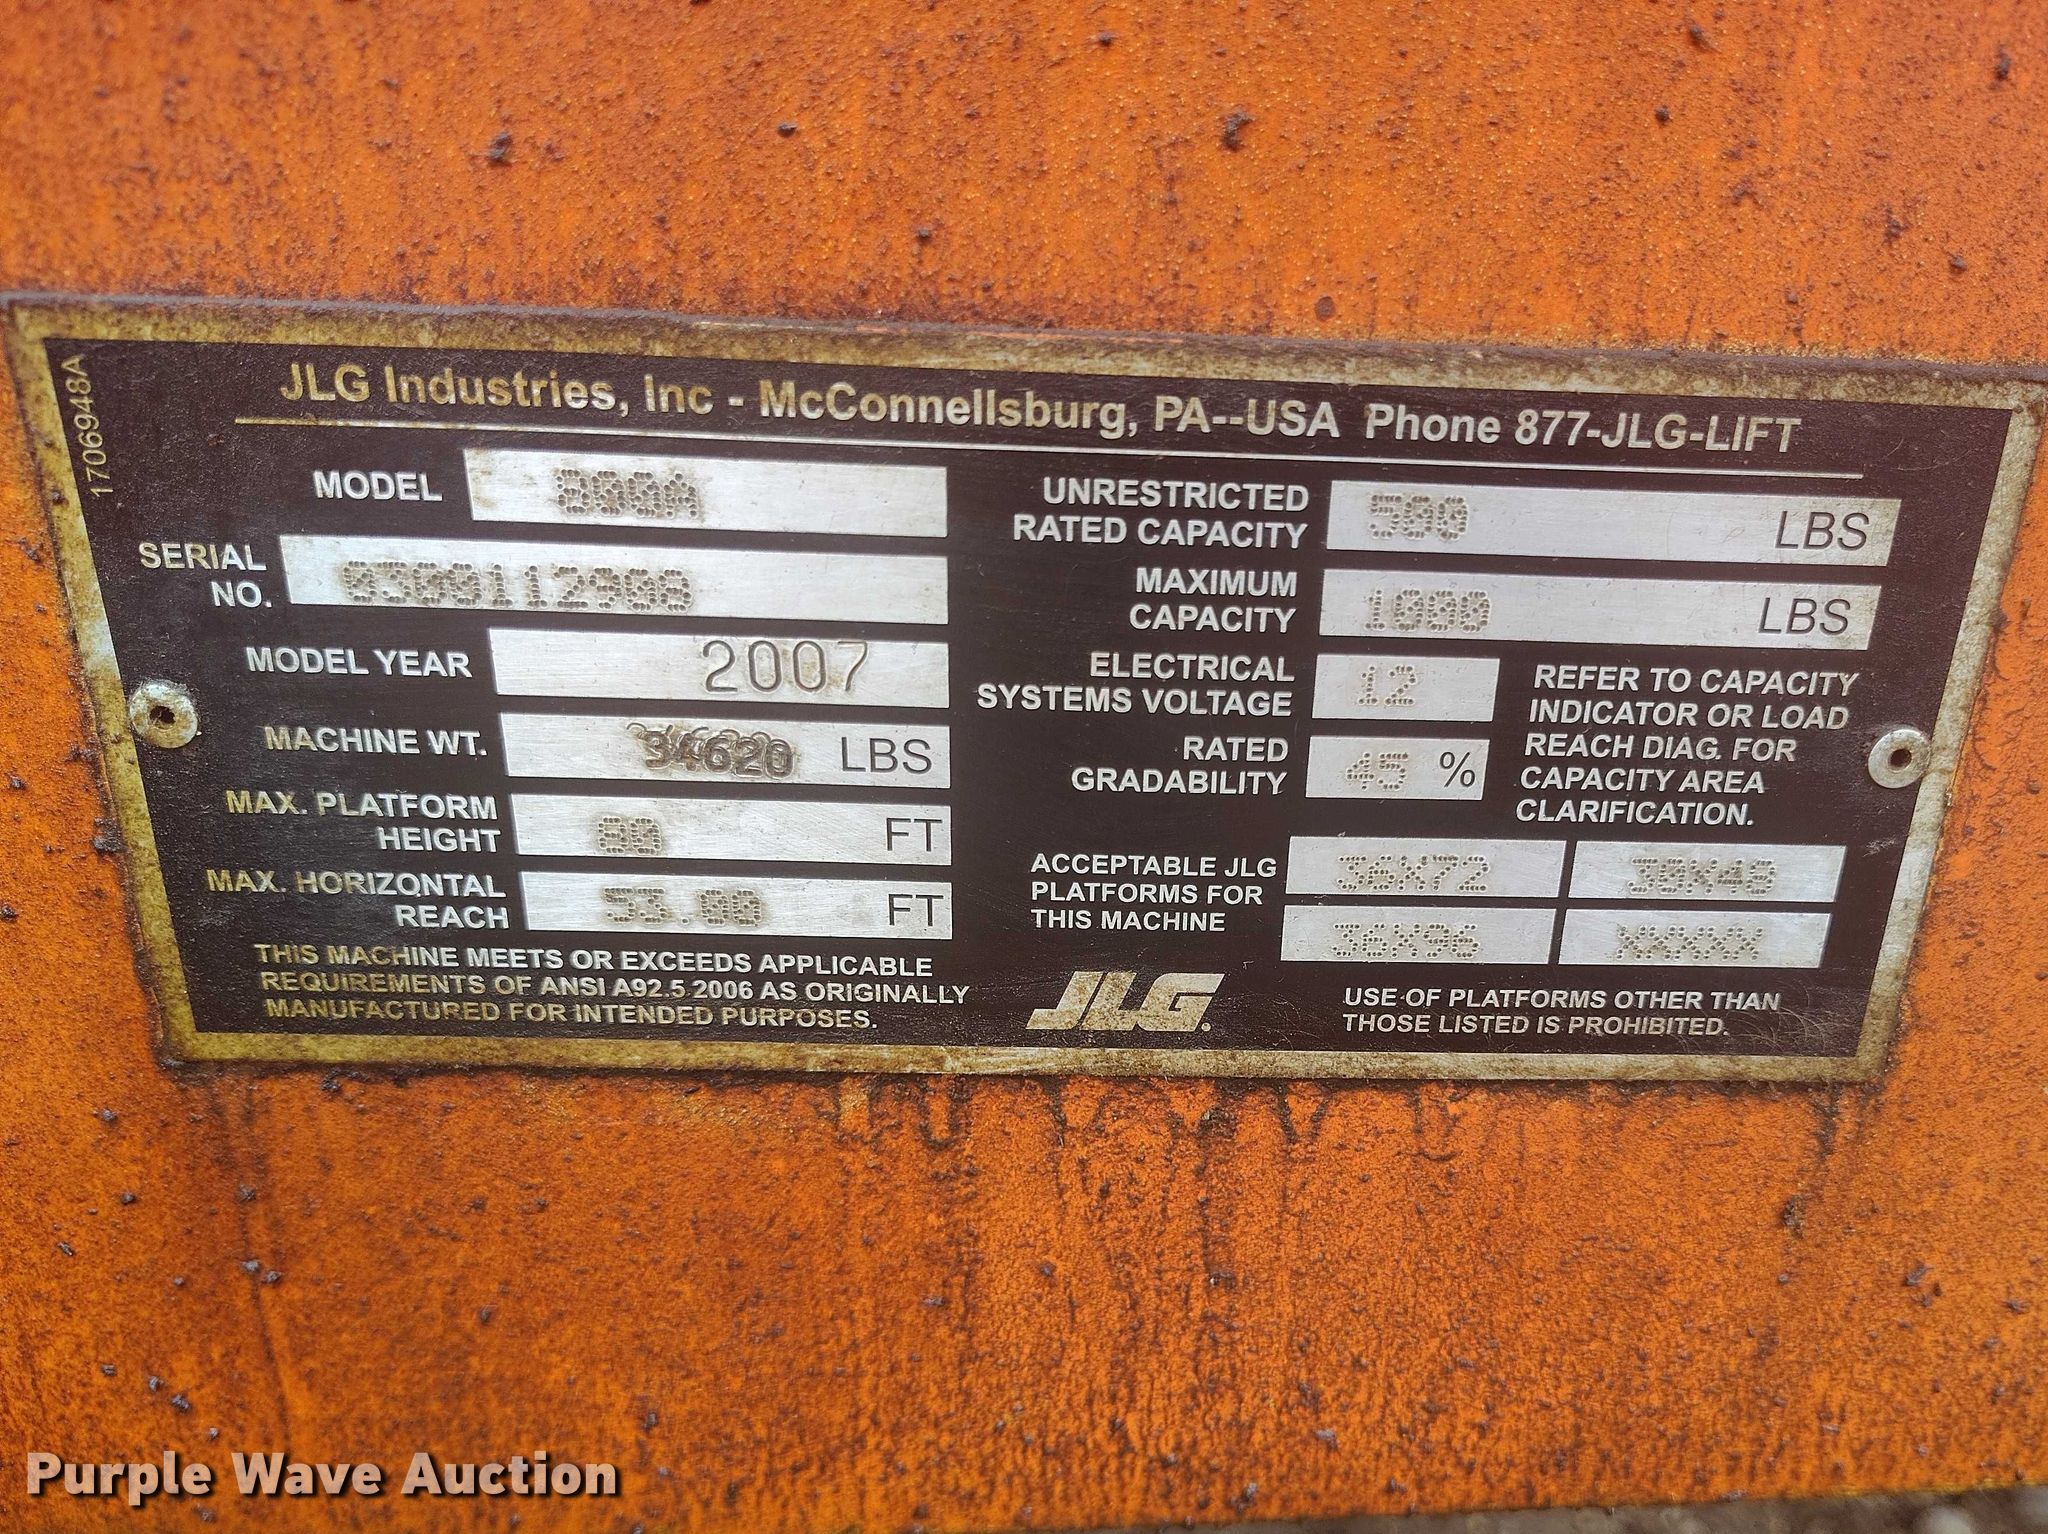 1706948A
JLG Industries, Inc - McConnellsburg, PA--USA Phone 877-JLG-LIFT
MODEL 800A
SERIAL NO. 0300112908
MODEL YEAR 2007
MACHINE WT. 34620 LBS
MAX. PLATFORM HEIGHT 80 FT
MAX. HORIZONTAL REACH 53.00 FT
THIS MACHINE MEETS OR EXCEEDS APPLICABLE
REQUIREMENTS OF ANSI A92.5 2006 AS ORIGINALLY
MANUFACTURED FOR INTENDED PURPOSES.
UNRESTRICTED RATED CAPACITY 500 LBS
MAXIMUM CAPACITY 1000 LBS
ELECTRICAL SYSTEMS VOLTAGE 12
RATED GRADABILITY 45 %
REFER TO CAPACITY
INDICATOR OR LOAD
REACH DIAG. FOR
CAPACITY AREA
CLARIFICATION.
ACCEPTABLE JLG
PLATFORMS FOR
THIS MACHINE
36X72 30X48
36X96 XXXXX
JLG.
USE OF PLATFORMS OTHER THAN
THOSE LISTED IS PROHIBITED.
Purple Wave Auction